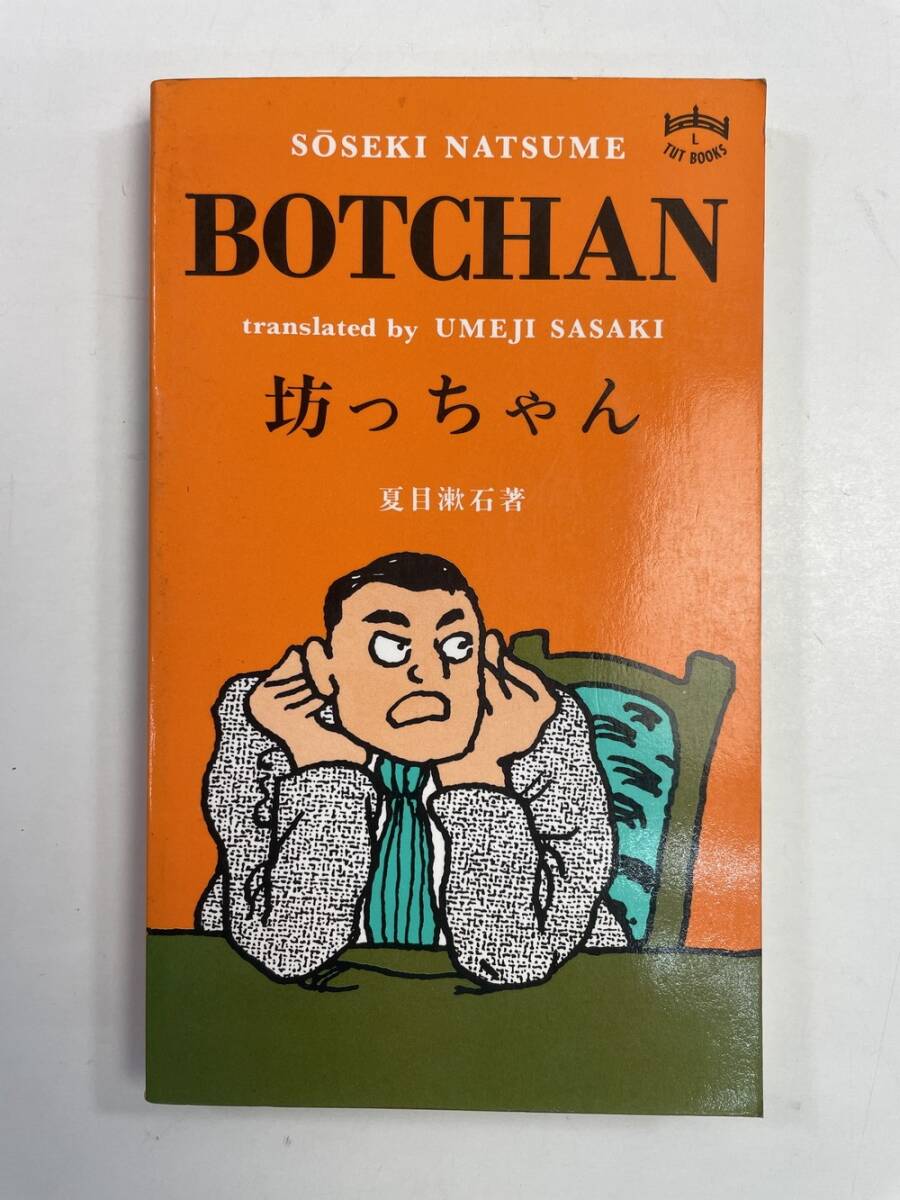 SŌSEKI NATSUME
L
TUT BOOKS
BOTCHAN
translated by UMEJI SASAKI
坊っちゃん
夏目漱石著